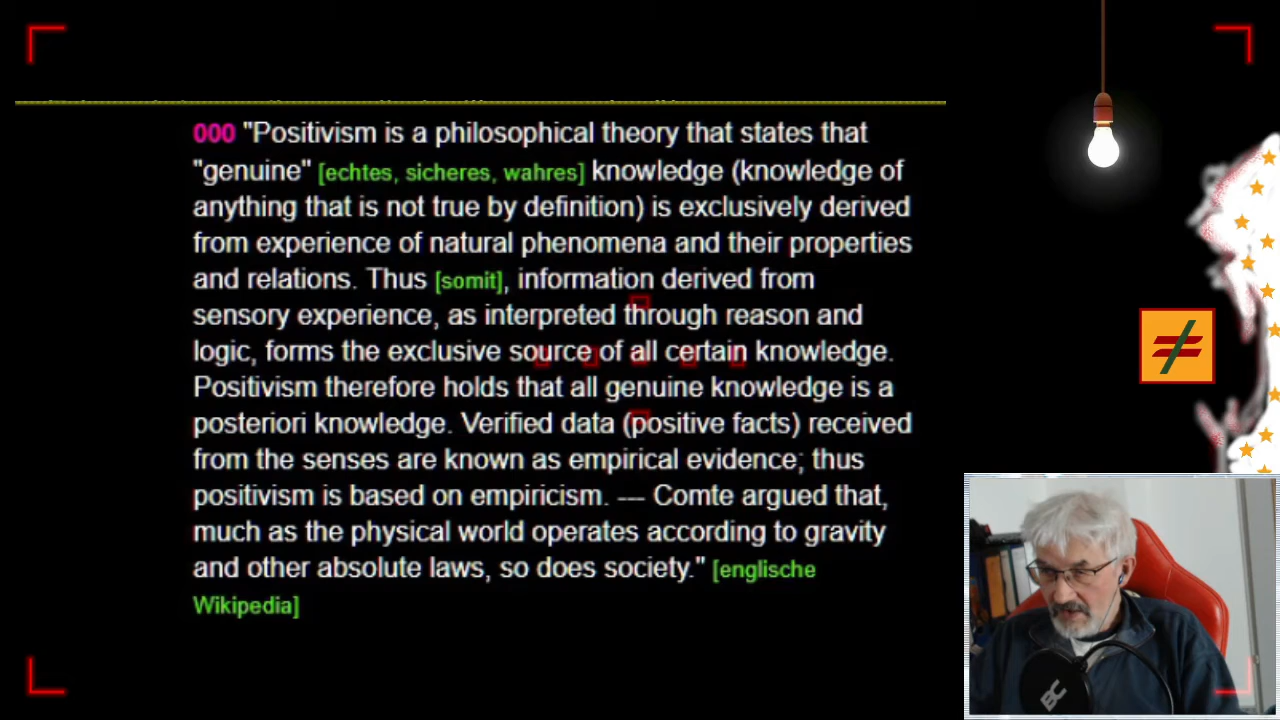 000 "Positivism is a philosophical theory that states that
"genuine" [echtes, sicheres, wahres] knowledge (knowledge of
anything that is not true by definition) is exclusively derived
from experience of natural phenomena and their properties
and relations. Thus [somit], information derived from
sensory experience, as interpreted through reason and
logic, forms the exclusive source of all certain knowledge.
Positivism therefore holds that all genuine knowledge is a
posteriori knowledge. Verified data (positive facts) received
from the senses are known as empirical evidence; thus
positivism is based on empiricism. --- Comte argued that,
much as the physical world operates according to gravity
and other absolute laws, so does society." [englische
Wikipedia]
≠